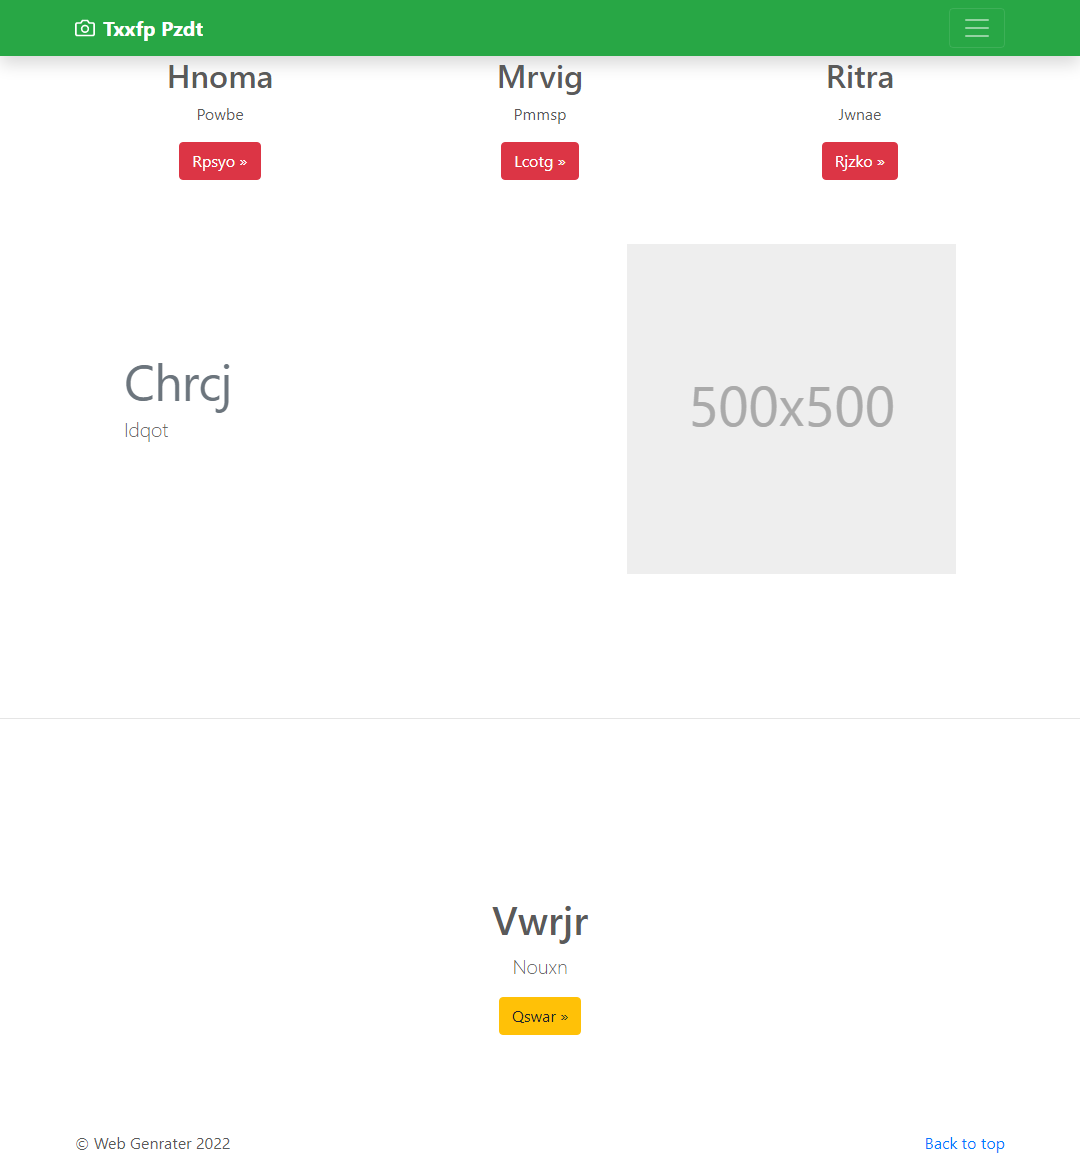 Txxfp Pzdt
Hnoma
Powbe
Rpsyo »
Mrvig
Pmmsp
Lcotg »
Ritra
Jwnae
Rjzko »
Chrcj
500x500
Vwrjr
Nouxn
Qswar »
© Web Genrater 2022
Back to top